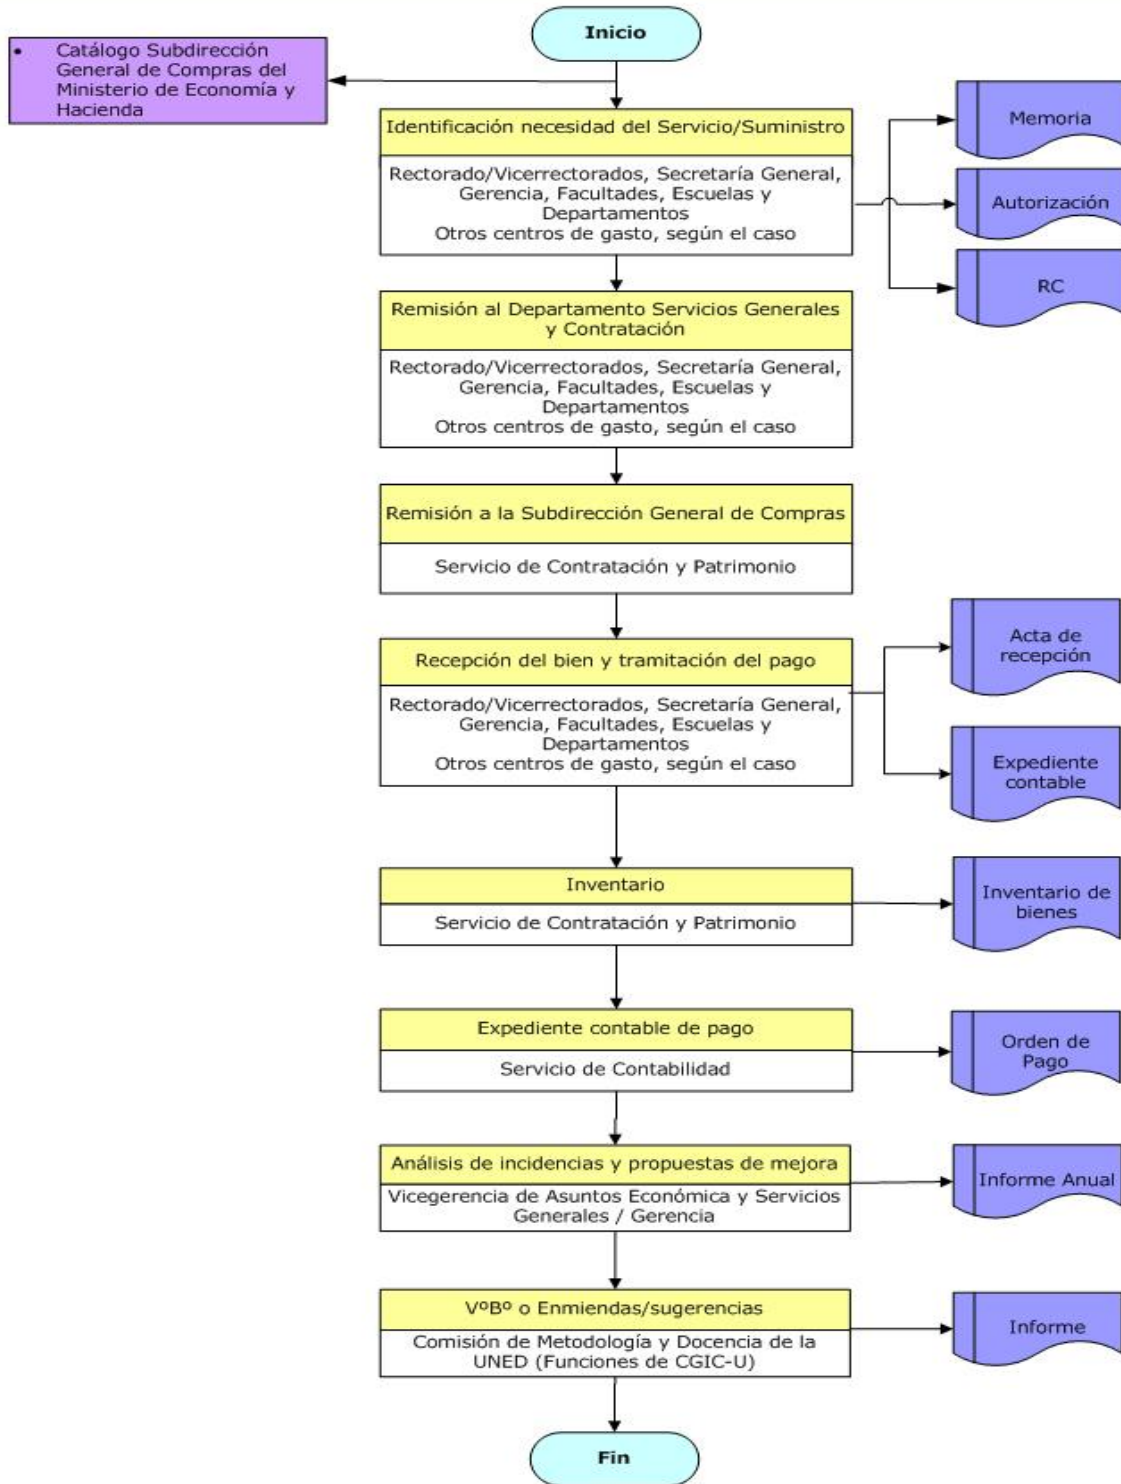 Inicio
• Catálogo Subdirección
General de Compras del
Ministerio de Economía y
Hacienda
Identificación necesidad del Servicio/Suministro
Rectorado/Vicerrectorados, Secretaría General,
Gerencia, Facultades, Escuelas y
Departamentos
Otros centros de gasto, según el caso
Memoria
Autorización
RC
Remisión al Departamento Servicios Generales
y Contratación
Rectorado/Vicerrectorados, Secretaría General,
Gerencia, Facultades, Escuelas y
Departamentos
Otros centros de gasto, según el caso
Remisión a la Subdirección General de Compras
Servicio de Contratación y Patrimonio
Recepción del bien y tramitación del pago
Rectorado/Vicerrectorados, Secretaría General,
Gerencia, Facultades, Escuelas y
Departamentos
Otros centros de gasto, según el caso
Acta de
recepción
Expediente
contable
Inventario
Servicio de Contratación y Patrimonio
Inventario de
bienes
Expediente contable de pago
Servicio de Contabilidad
Orden de
Pago
Análisis de incidencias y propuestas de mejora
Vicegerencia de Asuntos Económica y Servicios
Generales / Gerencia
Informe Anual
VºBº o Enmiendas/sugerencias
Comisión de Metodología y Docencia de la
UNED (Funciones de CGIC-U)
Informe
Fin